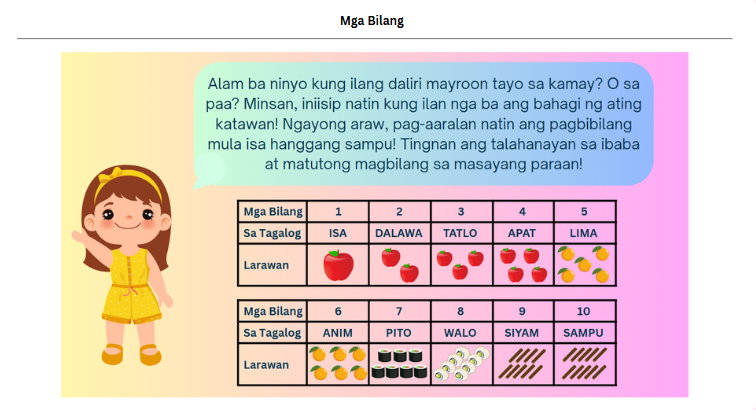 Mga Bilang
Alam ba ninyo kung ilang daliri mayroon tayo sa kamay? O sa
paa? Minsan, iniisip natin kung ilan nga ba ang bahagi ng ating
katawan! Ngayong araw, pag-aaralan natin ang pagbibilang
mula isa hanggang sampu! Tingnan ang talahanayan sa ibaba
at matutong magbilang sa masayang paraan!
Mga Bilang 1 2 3 4 5
Sa Tagalog ISA DALAWA TATLO APAT LIMA
Larawan
Mga Bilang 6 7 8 9 10
Sa Tagalog ANIM PITO WALO SIYAM SAMPU
Larawan